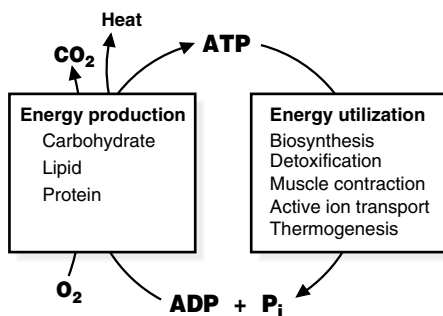 Heat
CO₂
ATP
Energy production
Carbohydrate
Lipid
Protein
Energy utilization
Biosynthesis
Detoxification
Muscle contraction
Active ion transport
Thermogenesis
O₂
ADP + Pᵢ